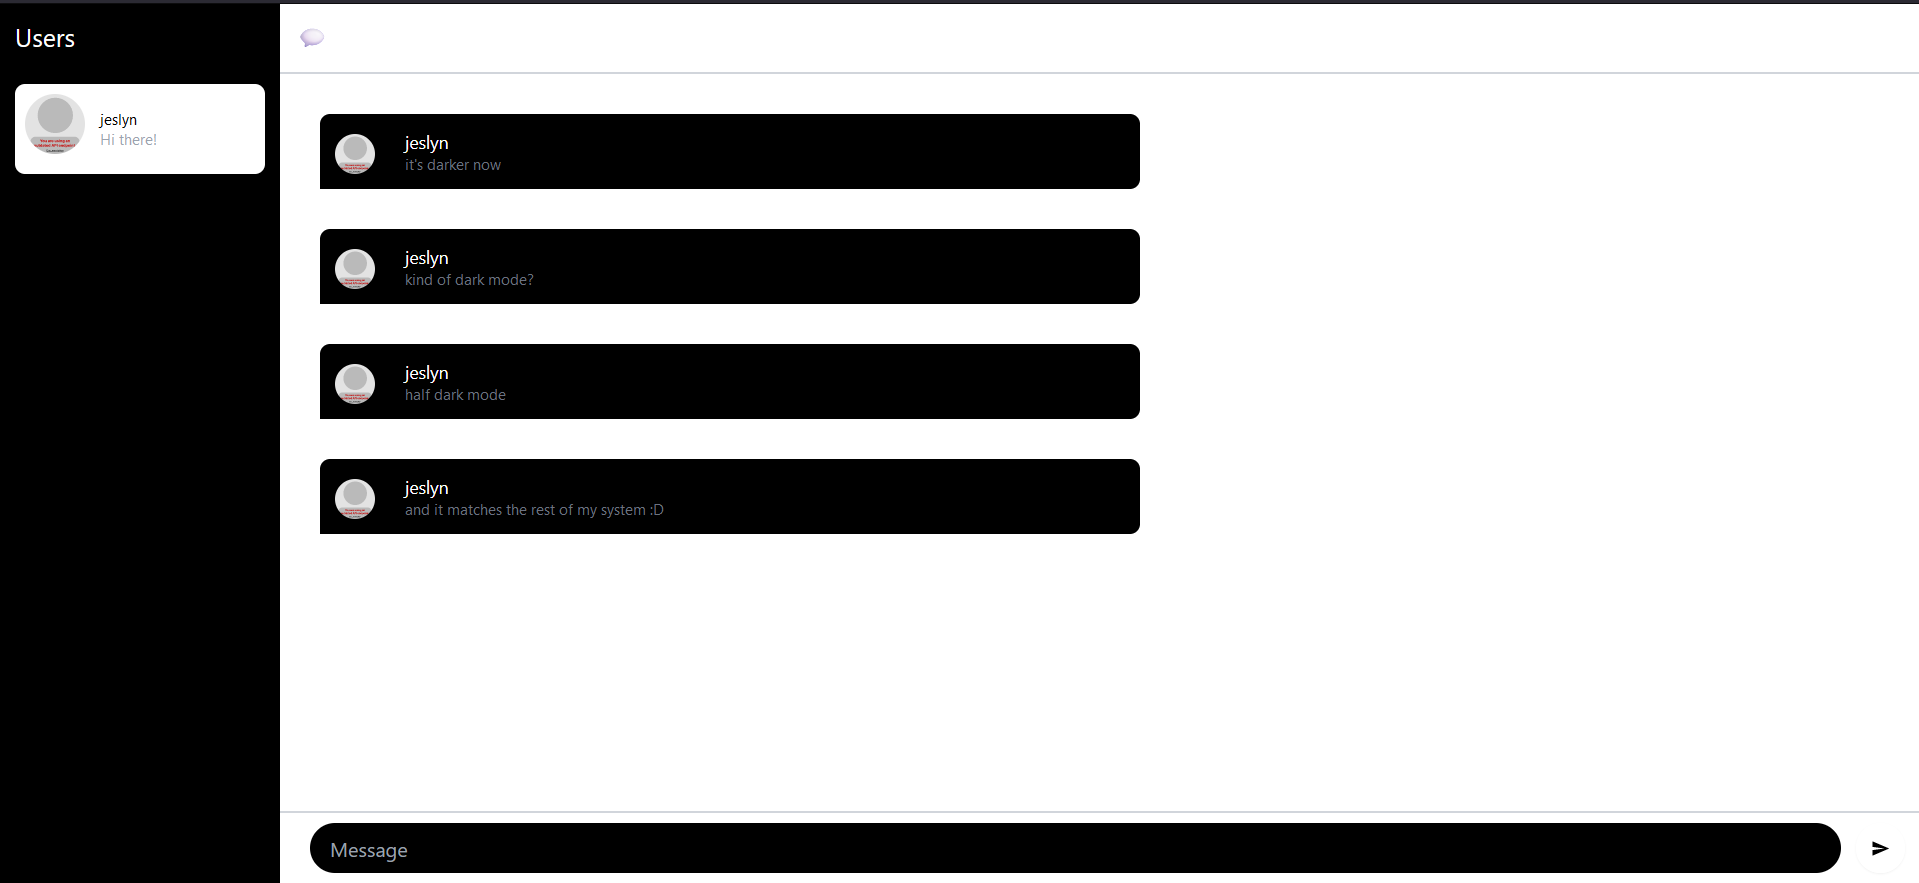 Users
jeslyn
Hi there!
jeslyn
it's darker now
jeslyn
kind of dark mode?
jeslyn
half dark mode
jeslyn
and it matches the rest of my system :D
Message